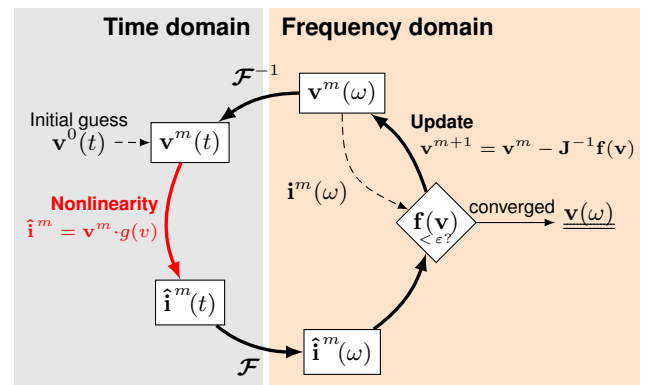 Time domain
Frequency domain
𝓕⁻¹
𝐯ᵐ(ω)
Initial guess
𝐯⁰(t)
𝐯ᵐ(t)
Update
𝐯ᵐ⁺¹ = 𝐯ᵐ − 𝐉⁻¹𝐟(𝐯)
𝐢ᵐ(ω)
Nonlinearity
𝐢̂ᵐ = 𝐯ᵐ·g(v)
𝐟(𝐯)
< ε?
converged
𝐯(ω)
𝐢̂ᵐ(t)
𝓕
𝐢̂ᵐ(ω)